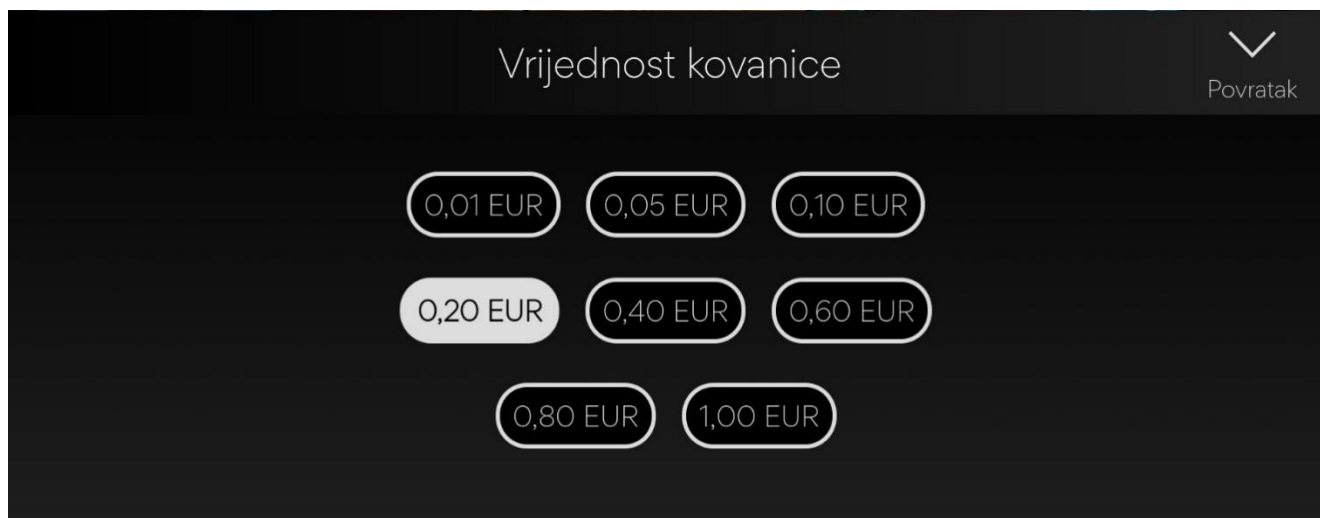 Vrijednost kovanice
Povratak
0,01 EUR 0,05 EUR 0,10 EUR
0,20 EUR 0,40 EUR 0,60 EUR
0,80 EUR 1,00 EUR